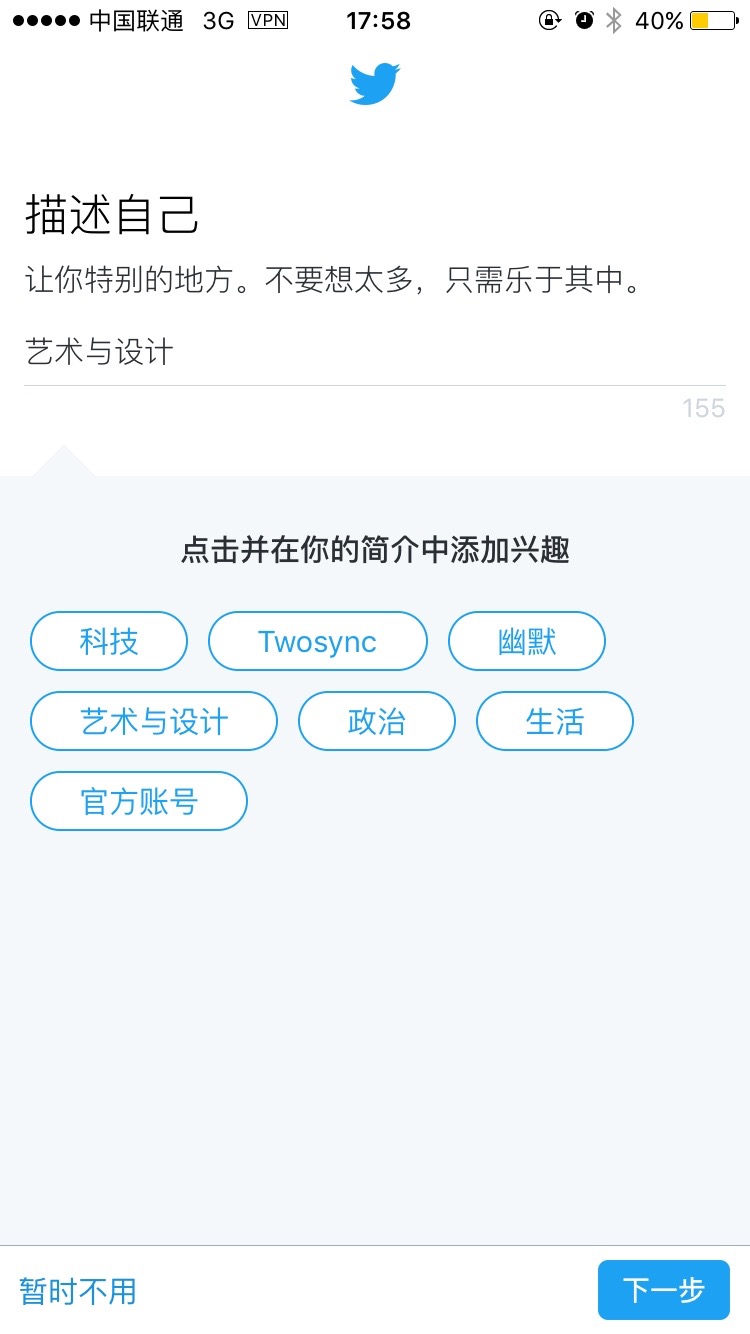 中国联通 3G VPN 17:58 40%
描述自己
让你特别的地方。不要想太多，只需乐于其中。
艺术与设计
155
点击并在你的简介中添加兴趣
科技 Twosync 幽默
艺术与设计 政治 生活
官方账号
暂时不用 下一步